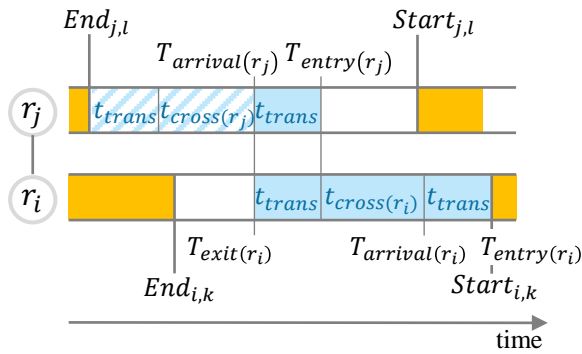 End_{j,l} Start_{j,l}
T_{arrival(r_j)} T_{entry(r_j)}
r_j t_{trans} t_{cross(r_j)} t_{trans}
r_i t_{trans} t_{cross(r_i)} t_{trans}
T_{exit(r_i)} T_{arrival(r_i)} T_{entry(r_i)}
End_{i,k} Start_{i,k}
time